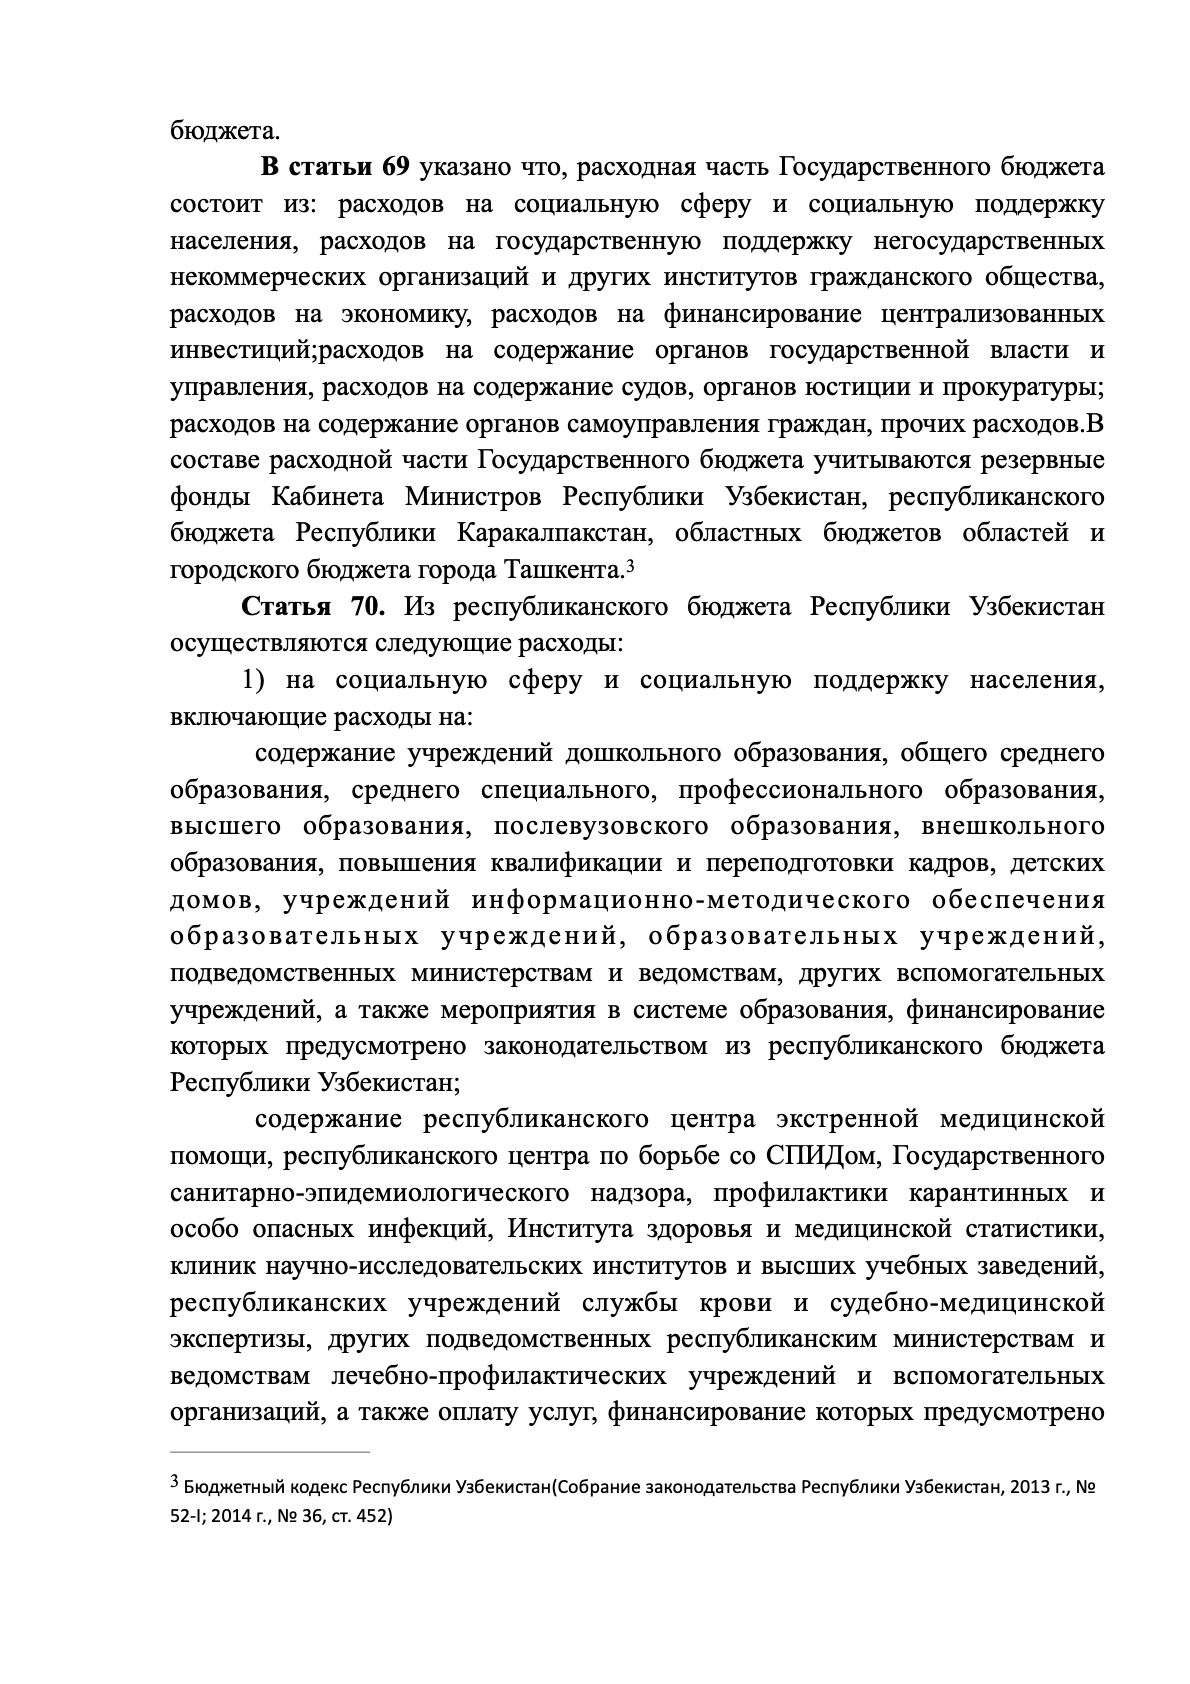 бюджета.
В статьи 69 указано что, расходная часть Государственного бюджета
состоит из: расходов на социальную сферу и социальную поддержку
населения, расходов на государственную поддержку негосударственных
некоммерческих организаций и других институтов гражданского общества,
расходов на экономику, расходов на финансирование централизованных
инвестиций;расходов на содержание органов государственной власти и
управления, расходов на содержание судов, органов юстиции и прокуратуры;
расходов на содержание органов самоуправления граждан, прочих расходов.В
составе расходной части Государственного бюджета учитываются резервные
фонды Кабинета Министров Республики Узбекистан, республиканского
бюджета Республики Каракалпакстан, областных бюджетов областей и
городского бюджета города Ташкента.3
Статья 70. Из республиканского бюджета Республики Узбекистан
осуществляются следующие расходы:
1) на социальную сферу и социальную поддержку населения,
включающие расходы на:
содержание учреждений дошкольного образования, общего среднего
образования, среднего специального, профессионального образования,
высшего образования, послевузовского образования, внешкольного
образования, повышения квалификации и переподготовки кадров, детских
домов, учреждений информационно-методического обеспечения
образовательных учреждений, образовательных учреждений,
подведомственных министерствам и ведомствам, других вспомогательных
учреждений, а также мероприятия в системе образования, финансирование
которых предусмотрено законодательством из республиканского бюджета
Республики Узбекистан;
содержание республиканского центра экстренной медицинской
помощи, республиканского центра по борьбе со СПИДом, Государственного
санитарно-эпидемиологического надзора, профилактики карантинных и
особо опасных инфекций, Института здоровья и медицинской статистики,
клиник научно-исследовательских институтов и высших учебных заведений,
республиканских учреждений службы крови и судебно-медицинской
экспертизы, других подведомственных республиканским министерствам и
ведомствам лечебно-профилактических учреждений и вспомогательных
организаций, а также оплату услуг, финансирование которых предусмотрено
3 Бюджетный кодекс Республики Узбекистан(Собрание законодательства Республики Узбекистан, 2013 г., №
52-I; 2014 г., № 36, ст. 452)